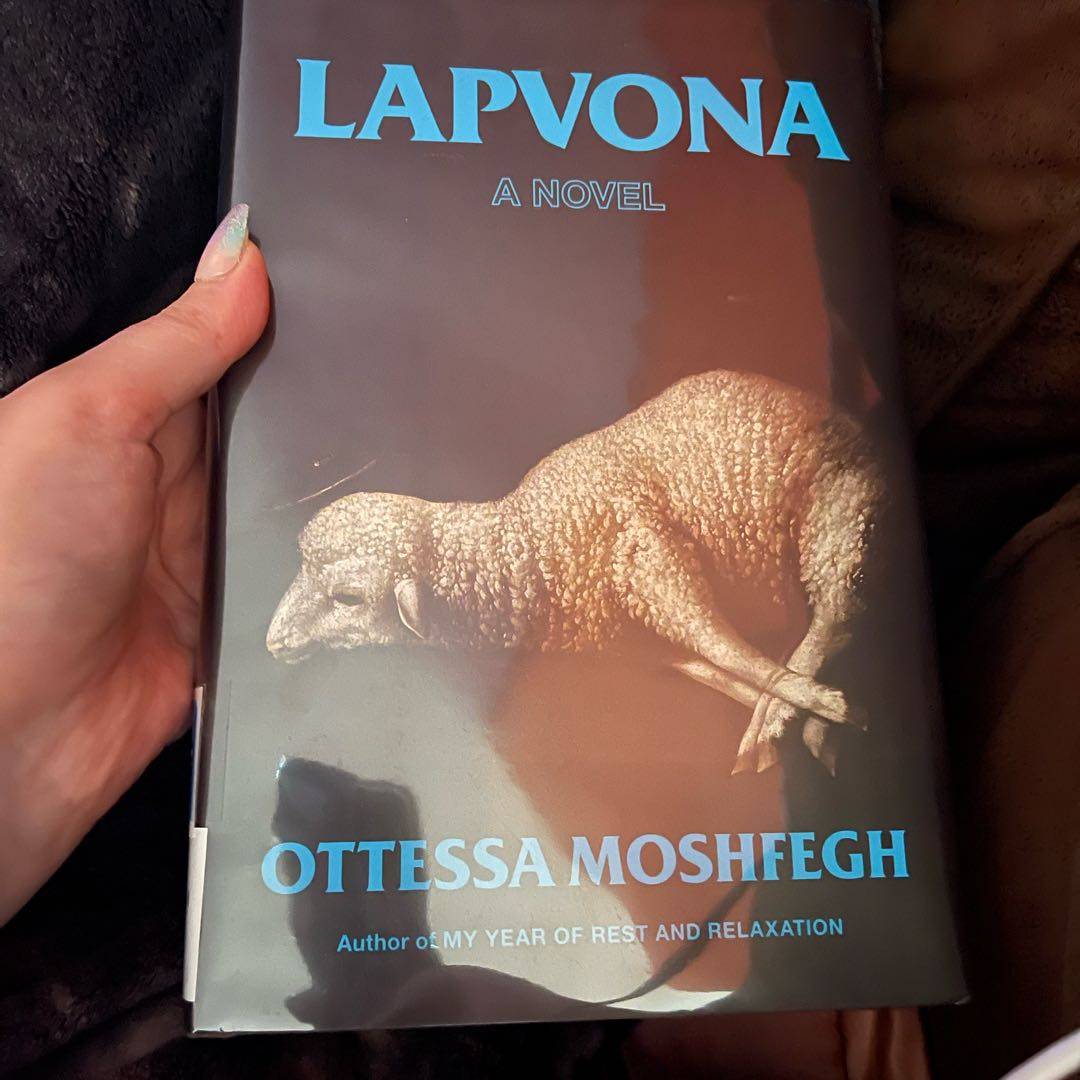 LAPVONA
A NOVEL
OTTESSA MOSHFEGH
Author of MY YEAR OF REST AND RELAXATION